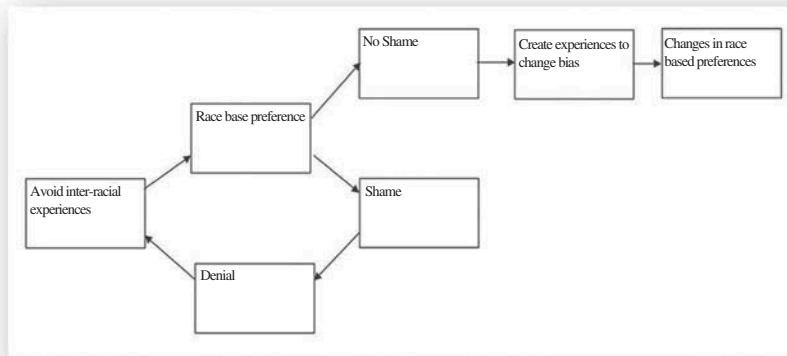 No Shame
Create experiences to
change bias
Changes in race
based preferences
Race base preference
Avoid inter-racial
experiences
Shame
Denial